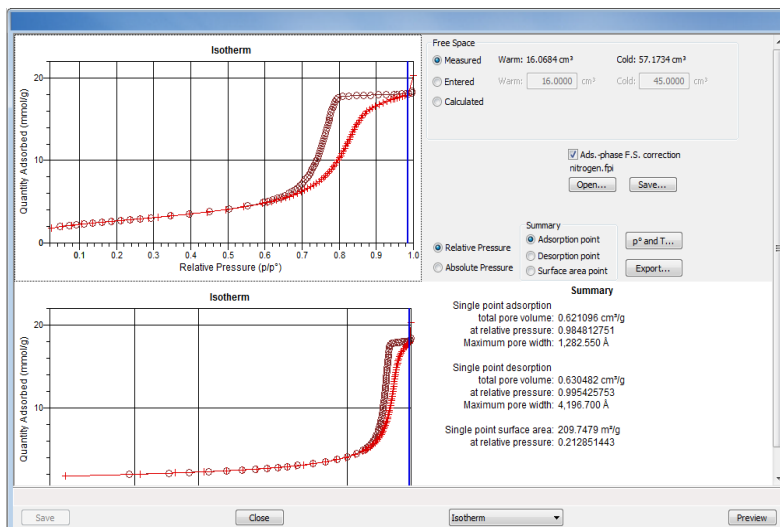 Isotherm
20
10
0
Quantity Adsorbed (mmol/g)
0.1 0.2 0.3 0.4 0.5 0.6 0.7 0.8 0.9 1.0
Relative Pressure (p/p°)
Isotherm
20
10
Quantity Adsorbed (mmol/g)
Free Space
Measured Warm: 16.0684 cm³ Cold: 57.1734 cm³
Entered Warm: 16.0000 cm³ Cold: 45.0000 cm³
Calculated
Ads.-phase F.S. correction
nitrogen.fpi
Open... Save...
Relative Pressure
Absolute Pressure
Summary
Adsorption point
Desorption point
Surface area point
p° and T...
Export...
Summary
Single point adsorption
total pore volume: 0.621096 cm³/g
at relative pressure: 0.984812751
Maximum pore width: 1,282.550 Å
Single point desorption
total pore volume: 0.630482 cm³/g
at relative pressure: 0.995425753
Maximum pore width: 4,196.700 Å
Single point surface area: 209.7479 m²/g
at relative pressure: 0.212851443
Save Close Isotherm Preview